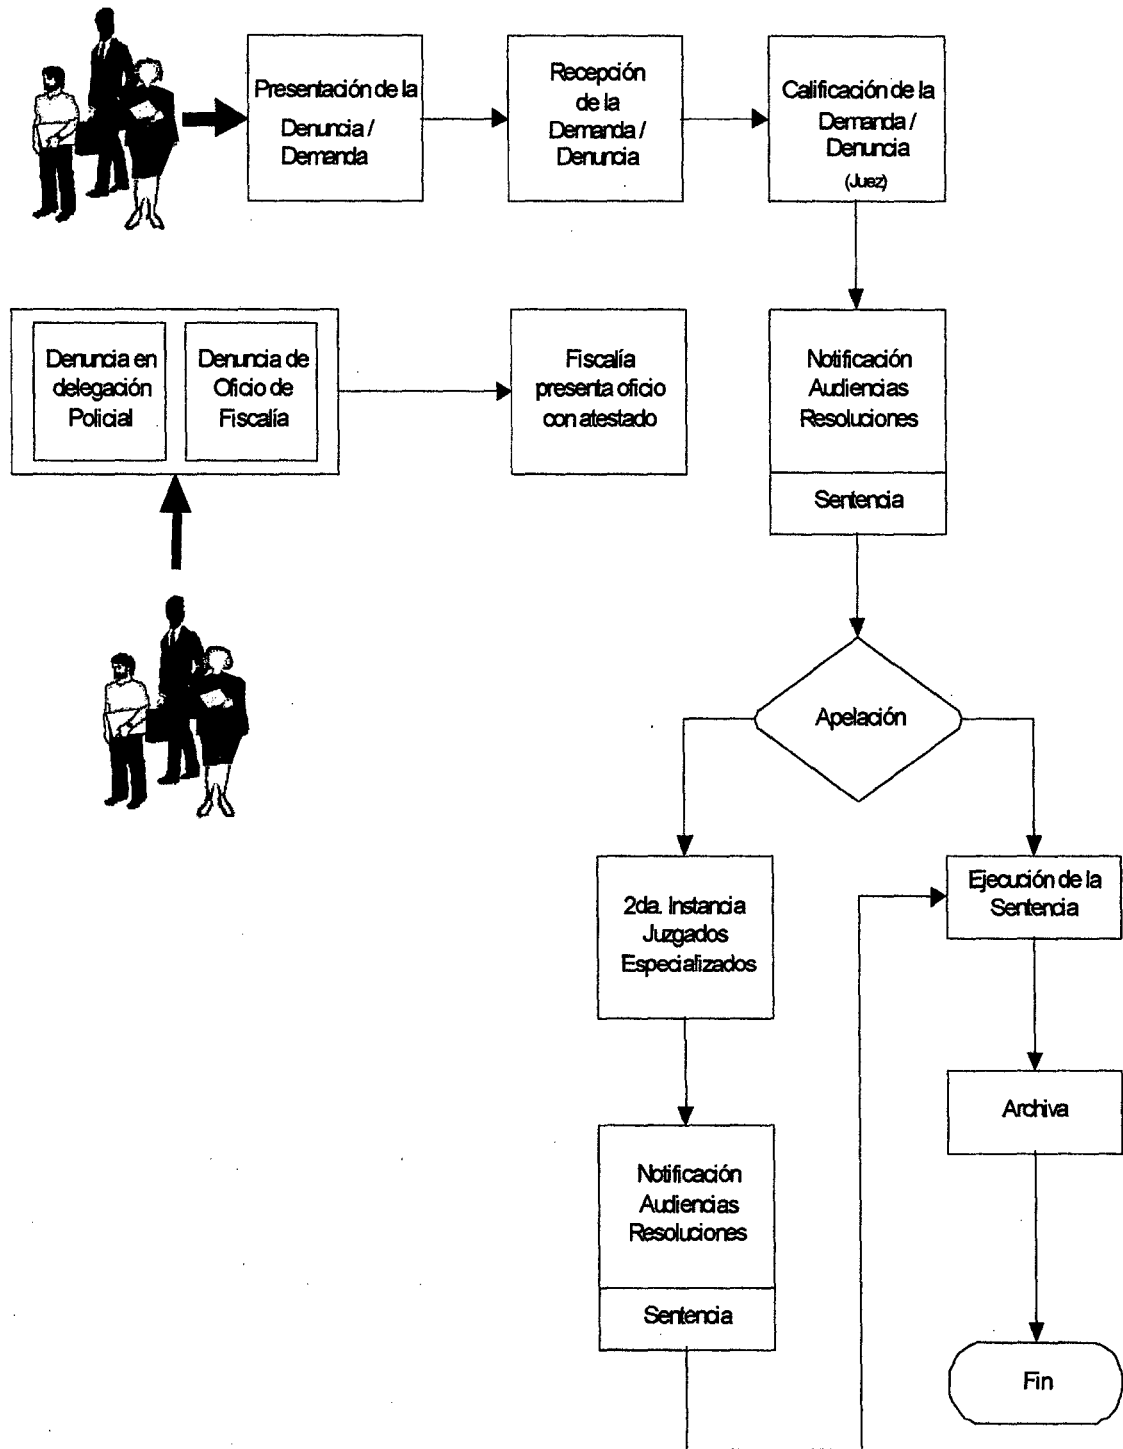 Presentación de la
Denuncia /
Demanda
Recepción
de la
Demanda /
Denuncia
Calificación de la
Demanda /
Denuncia
(Juez)
Denuncia en
delegación
Policial
Denuncia de
Oficio de
Fiscalía
Fiscalía
presenta oficio
con atestado
Notificación
Audiencias
Resoluciones
Sentencia
Apelación
2da. Instancia
Juzgados
Especializados
Ejecución de la
Sentencia
Archiva
Notificación
Audiencias
Resoluciones
Sentencia
Fin